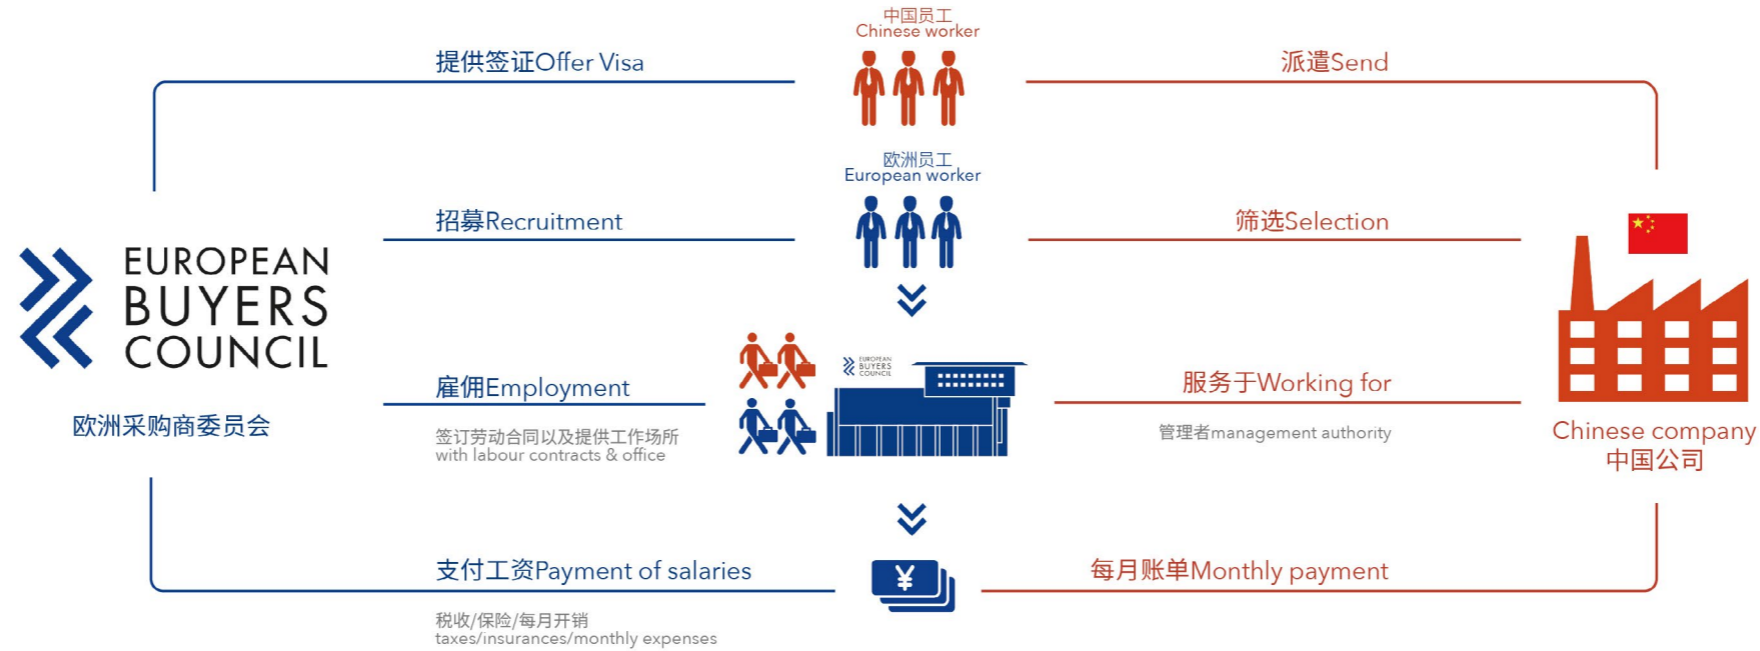 中国员工
Chinese worker
提供签证Offer Visa
派遣Send
欧洲员工
European worker
招募Recruitment
筛选Selection
EUROPEAN
BUYERS
COUNCIL
欧洲采购商委员会
EUROPEAN
BUYERS
COUNCIL
雇佣Employment
签订劳动合同以及提供工作场所
with labour contracts & office
服务于Working for
管理者management authority
Chinese company
中国公司
支付工资Payment of salaries
税收/保险/每月开销
taxes/insurances/monthly expenses
¥
每月账单Monthly payment